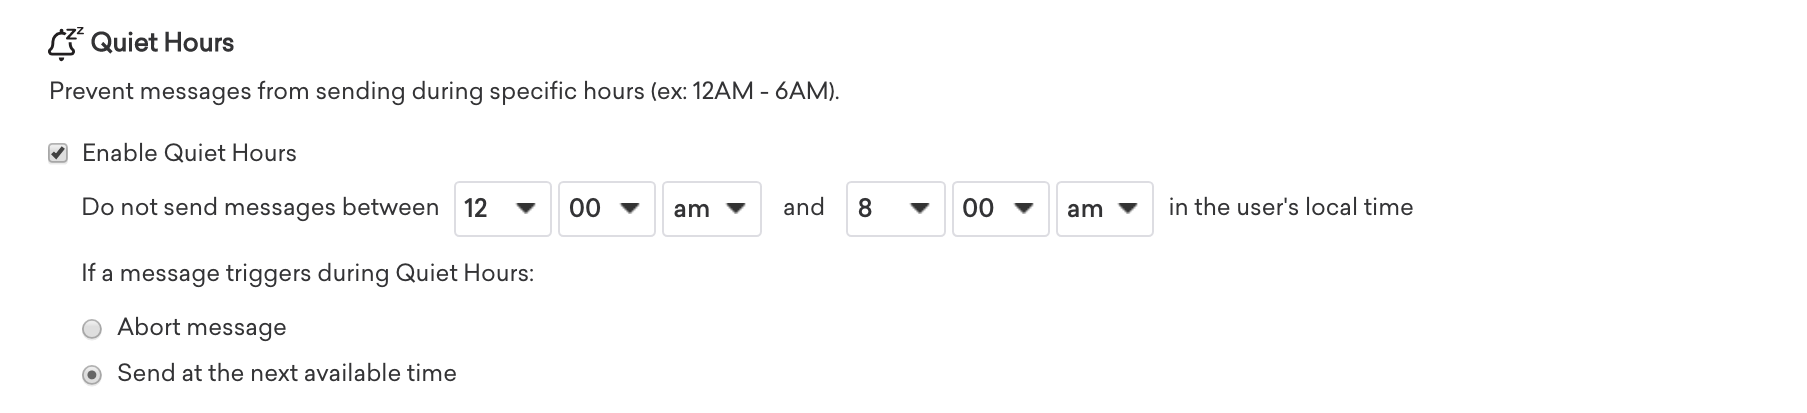 zz Quiet Hours
Prevent messages from sending during specific hours (ex: 12AM - 6AM).
Enable Quiet Hours
Do not send messages between 12 00 am and 8 00 am in the user's local time
If a message triggers during Quiet Hours:
Abort message
Send at the next available time